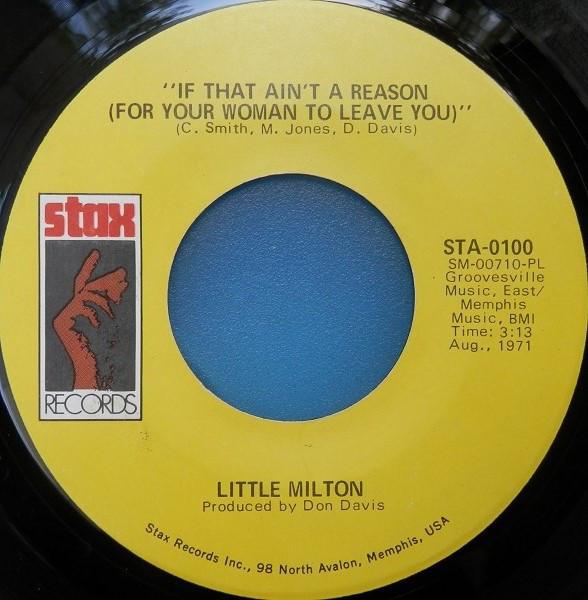 "IF THAT AIN'T A REASON
(FOR YOUR WOMAN TO LEAVE YOU)"
(C. Smith, M. Jones, D. Davis)
stax
RECORDS
STA-0100
SM-00710-PL
Groovesville
Music, East/
Memphis
Music, BMI
Time: 3:13
Aug., 1971
LITTLE MILTON
Produced by Don Davis
Stax Records Inc., 98 North Avalon, Memphis, USA